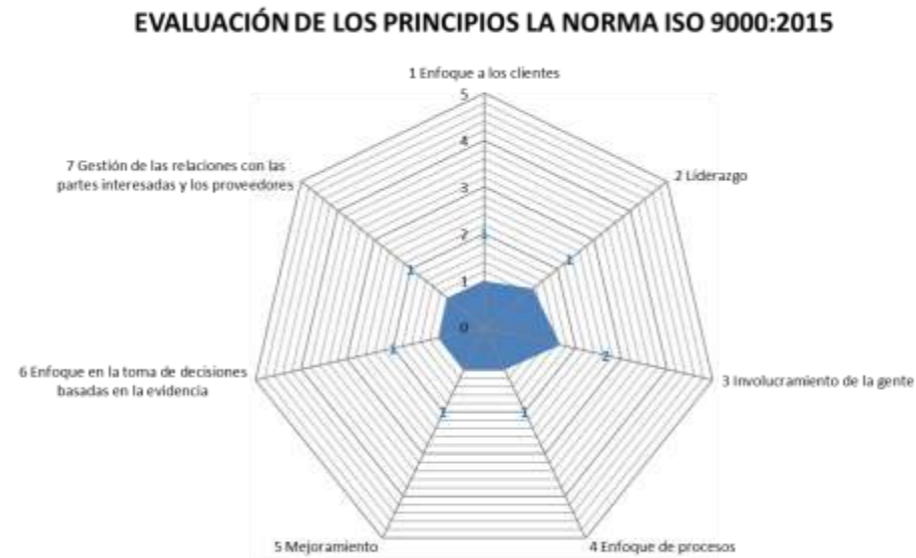 EVALUACIÓN DE LOS PRINCIPIOS LA NORMA ISO 9000:2015
1 Enfoque a los clientes
5
4
7 Gestión de las relaciones con las
partes interesadas y los proveedores
2 Liderazgo
3
2
1
1
1
1
0
1
2
6 Enfoque en la toma de decisiones
basadas en la evidencia
3 Involucramiento de la gente
1
1
5 Mejoramiento
4 Enfoque de procesos